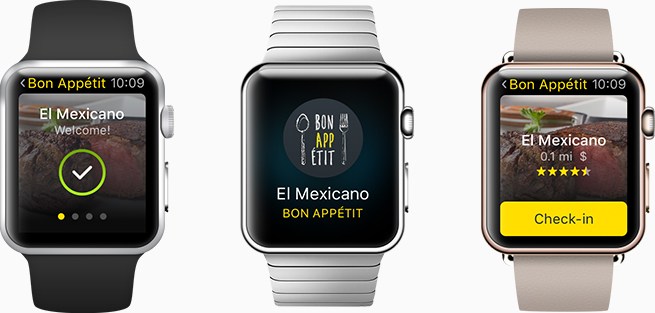 Bon Appétit 10:09
El Mexicano
Welcome!
BON
APP
ÉTIT
El Mexicano
BON APPÉTIT
Bon Appétit 10:09
El Mexicano
0.1 mi $
Check-in